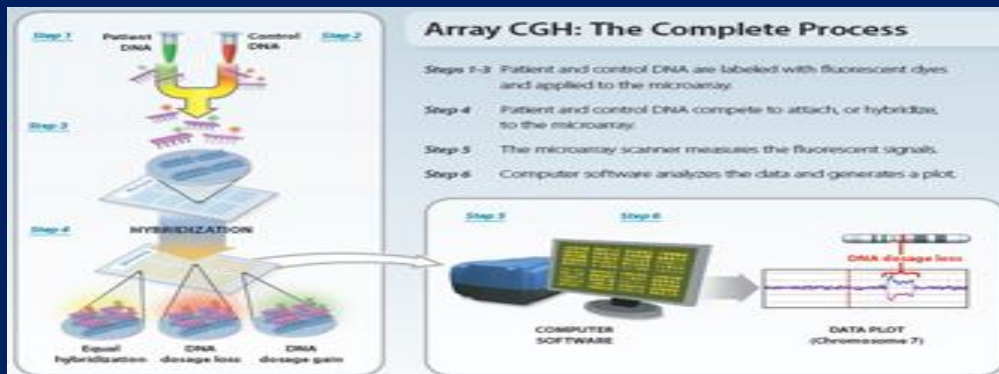 Step 1
Patient DNA
Control DNA
Step 2
Step 3
HYBRIDIZATION
Step 4
Equal hybridization
DNA dosage loss
DNA dosage gain
Array CGH: The Complete Process
Steps 1-3 Patient and control DNA are labeled with fluorescent dyes
and applied to the microarray.
Step 4 Patient and control DNA compete to attach, or hybridize,
to the microarray.
Step 5 The microarray scanner measures the fluorescent signals.
Step 6 Computer software analyzes the data and generates a plot.
Step 5
Step 6
DNA dosage loss
COMPUTER
SOFTWARE
DATA PLOT
(Chromosome 7)